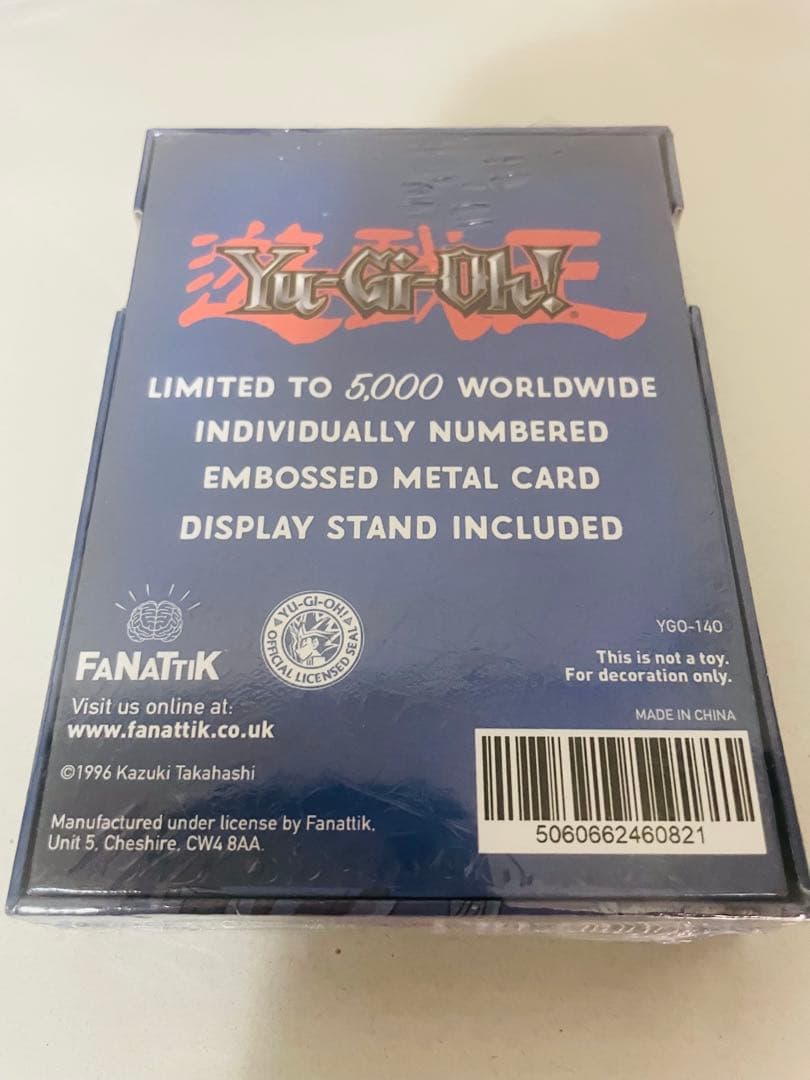 遊戯王
Yu-Gi-Oh!
LIMITED TO 5,000 WORLDWIDE
INDIVIDUALLY NUMBERED
EMBOSSED METAL CARD
DISPLAY STAND INCLUDED
FANATTIK
YU-GI-OH!
OFFICIAL LICENSED SEAL
Visit us online at:
www.fanattik.co.uk
©1996 Kazuki Takahashi
Manufactured under license by Fanattik,
Unit 5, Cheshire, CW4 8AA.
YGO-140
This is not a toy.
For decoration only.
MADE IN CHINA
5060662460821